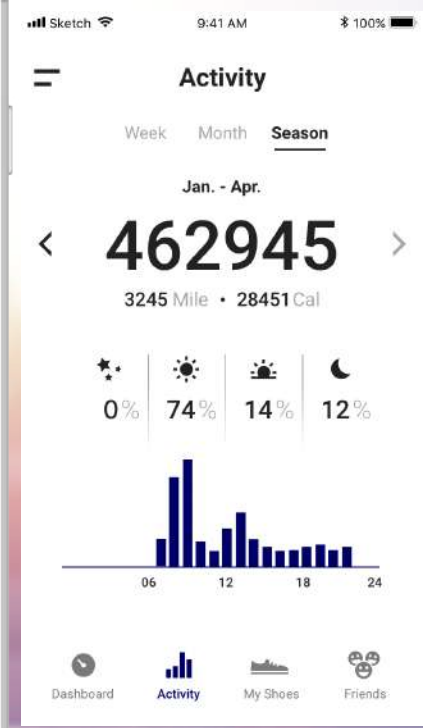 Sketch 9:41 AM 100%
Activity
Week Month Season
Jan. - Apr.
462945
3245 Mile • 28451 Cal
0% 74% 14% 12%
06 12 18 24
Dashboard Activity My Shoes Friends